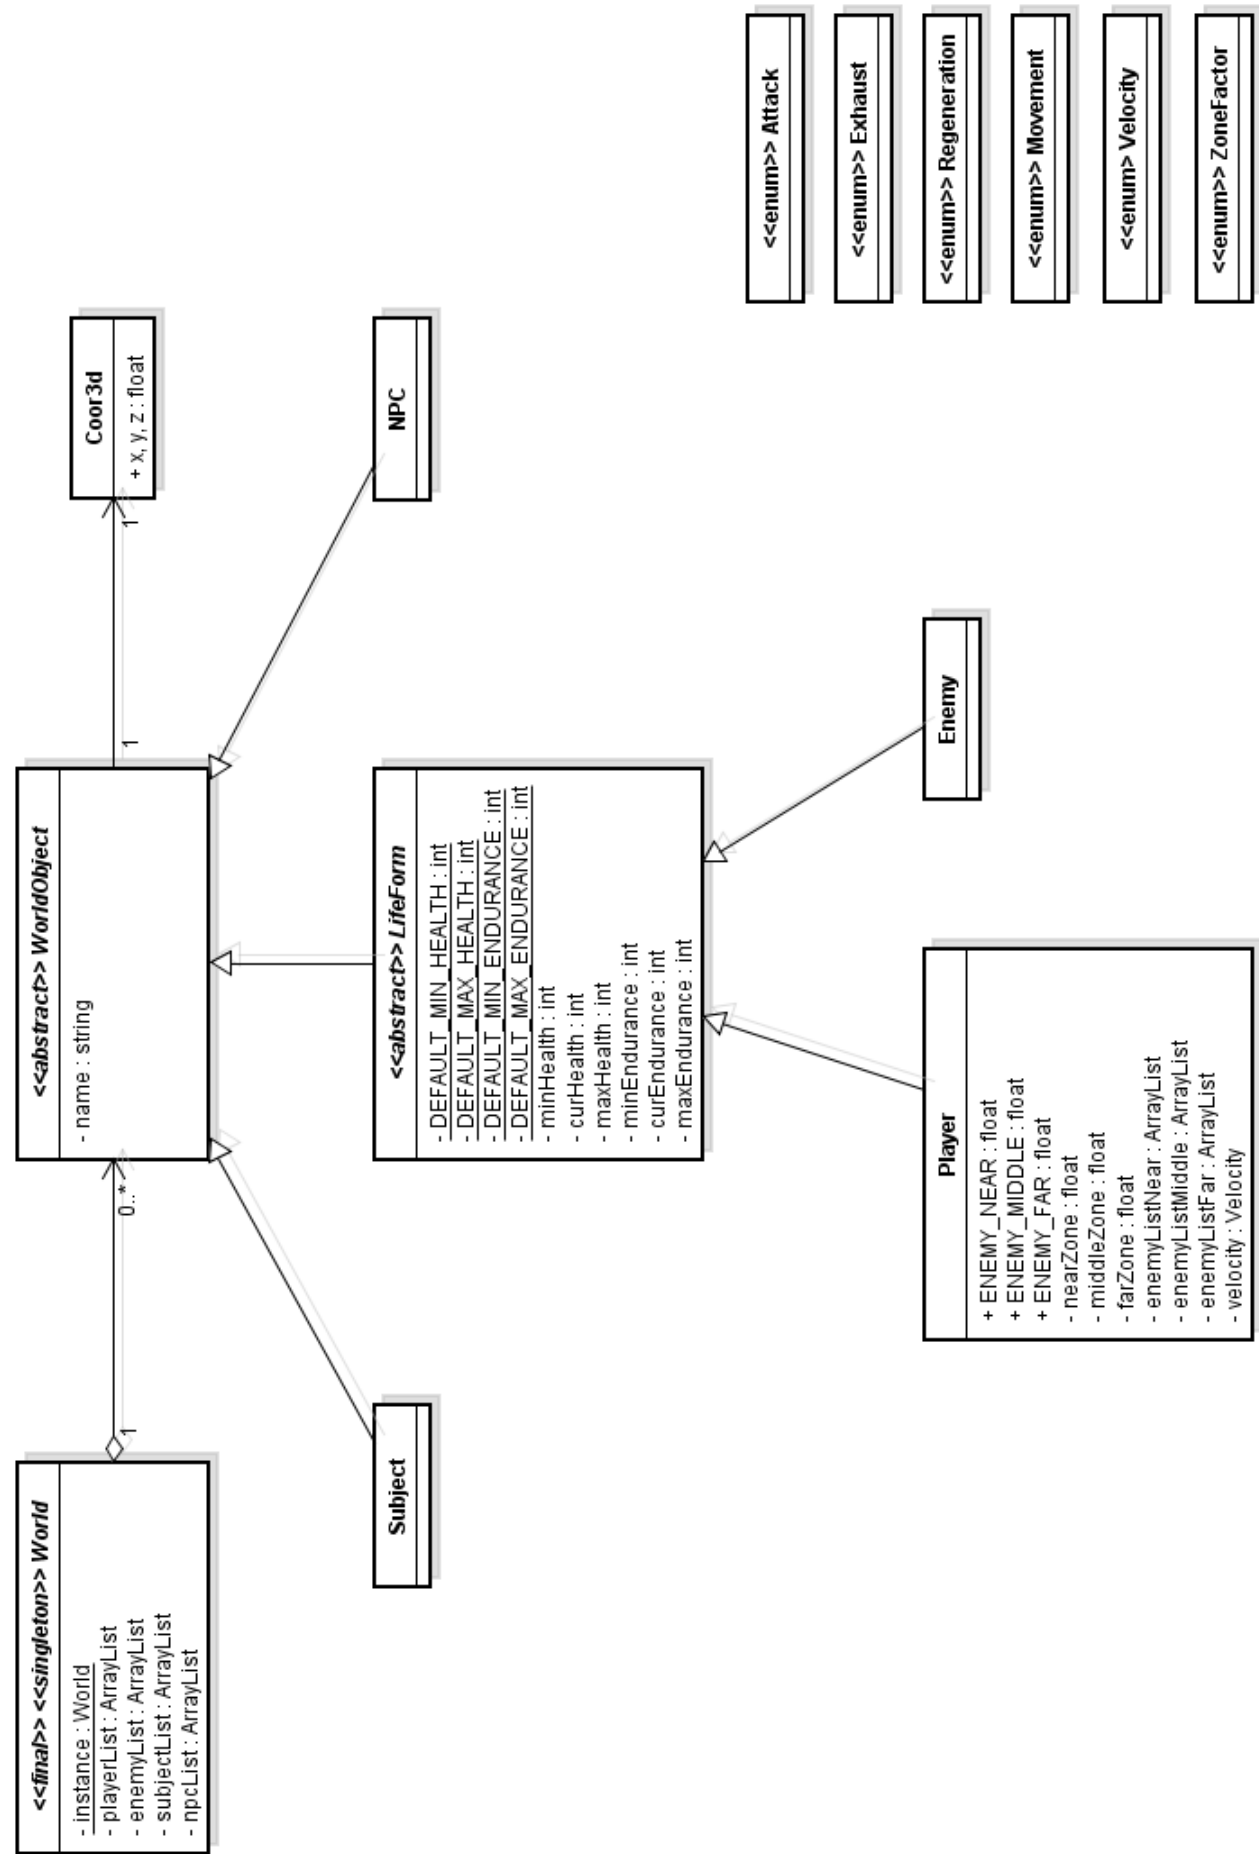 <<final>> <<singleton>> World
- instance : World
- playerList : ArrayList
- enemyList : ArrayList
- subjectList : ArrayList
- npcList : ArrayList
1
0..*
<<abstract>> WorldObject
- name : string
1
1
Coor3d
+ x, y, z : float
Subject
<<abstract>> LifeForm
- DEFAULT_MIN_HEALTH : int
- DEFAULT_MAX_HEALTH : int
- DEFAULT_MIN_ENDURANCE : int
- DEFAULT_MAX_ENDURANCE : int
- minHealth : int
- curHealth : int
- maxHealth : int
- minEndurance : int
- curEndurance : int
- maxEndurance : int
NPC
Player
+ ENEMY_NEAR : float
+ ENEMY_MIDDLE : float
+ ENEMY_FAR : float
- nearZone : float
- middleZone : float
- farZone : float
- enemyListNear : ArrayList
- enemyListMiddle : ArrayList
- enemyListFar : ArrayList
- velocity : Velocity
Enemy
<<enum>> Attack
<<enum>> Exhaust
<<enum>> Regeneration
<<enum>> Movement
<<enum> Velocity
<<enum>> ZoneFactor